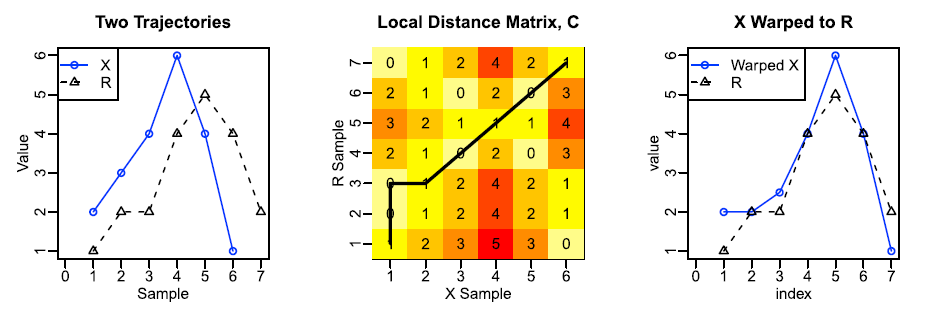 Two Trajectories
X
R
Value
1 2 3 4 5 6
0 1 2 3 4 5 6 7
Sample
Local Distance Matrix, C
R Sample
7 0 1 2 4 2 1
6 2 1 0 2 0 3
5 3 2 1 1 1 4
4 2 1 0 2 0 3
3 0 1 2 4 2 1
2 0 1 2 4 2 1
1 1 2 3 5 3 0
1 2 3 4 5 6
X Sample
X Warped to R
Warped X
R
value
1 2 3 4 5 6
0 1 2 3 4 5 6 7
index